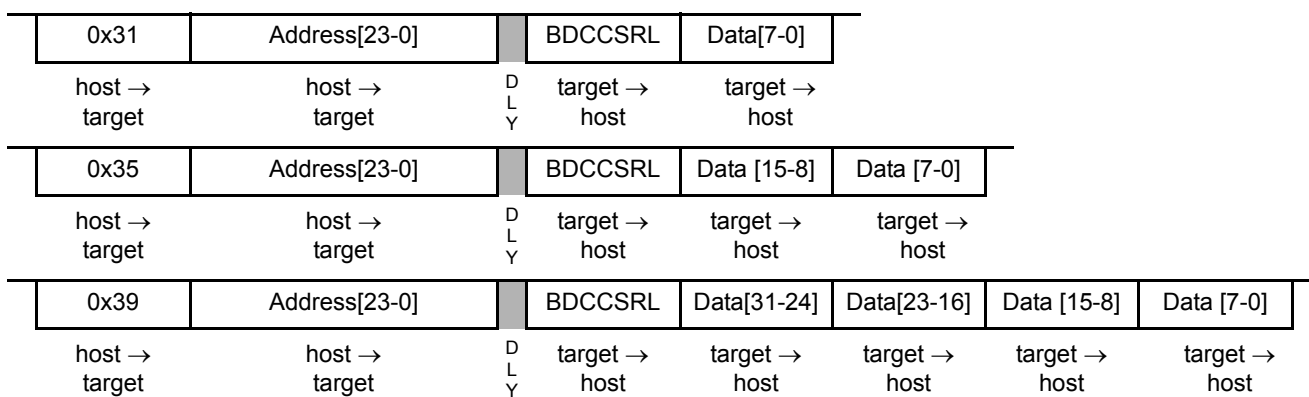 0x31 Address[23-0] BDCCSRL Data[7-0]
host → host → D L Y target → target →
target target host host
0x35 Address[23-0] BDCCSRL Data [15-8] Data [7-0]
host → host → D L Y target → target → target →
target target host host host
0x39 Address[23-0] BDCCSRL Data[31-24] Data[23-16] Data [15-8] Data [7-0]
host → host → D L Y target → target → target → target → target →
target target host host host host host